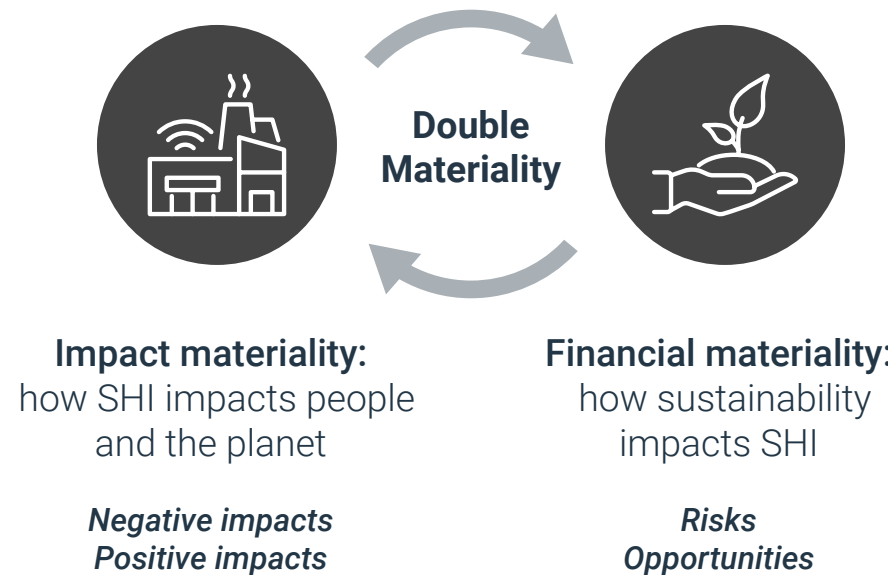 Double
Materiality
Impact materiality:
how SHI impacts people
and the planet
Negative impacts
Positive impacts
Financial materiality:
how sustainability
impacts SHI
Risks
Opportunities